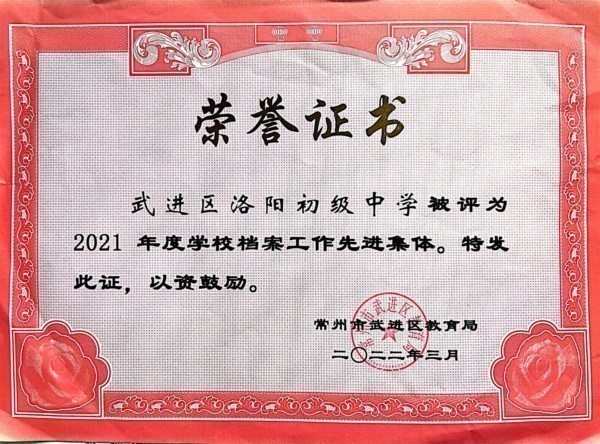 荣誉证书
武进区洛阳初级中学被评为
2021 年度学校档案工作先进集体。特发
此证，以资鼓励。
常州市武进区教育局
二〇二二年三月